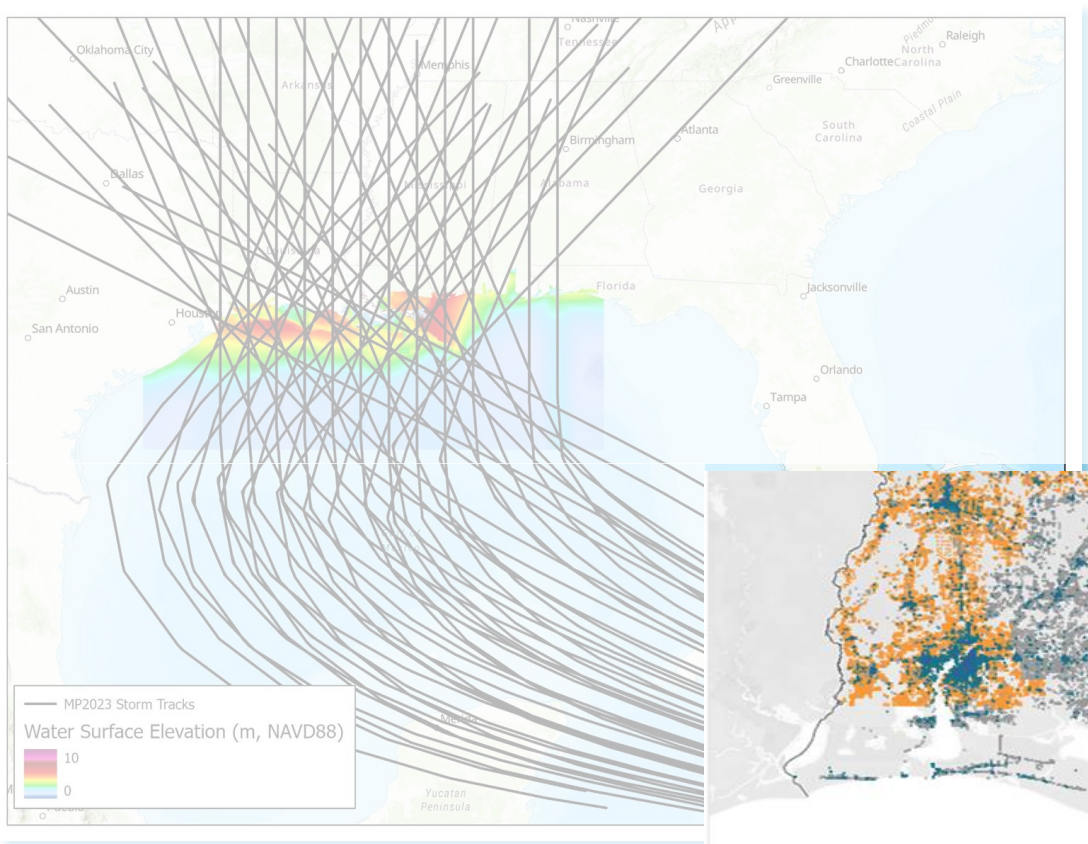 Nashville
Raleigh
Oklahoma City
Tennessee
North
Carolina
Charlotte
Memphis
Greenville
Arkansas
Coastal Plain
South
Carolina
Atlanta
Birmingham
Dallas
Mississippi
Alabama
Georgia
Louisiana
Austin
Florida
Jacksonville
San Antonio
Orlando
Tampa
MP2023 Storm Tracks
Water Surface Elevation (m, NAVD88)
10
0
Yucatan
Peninsula